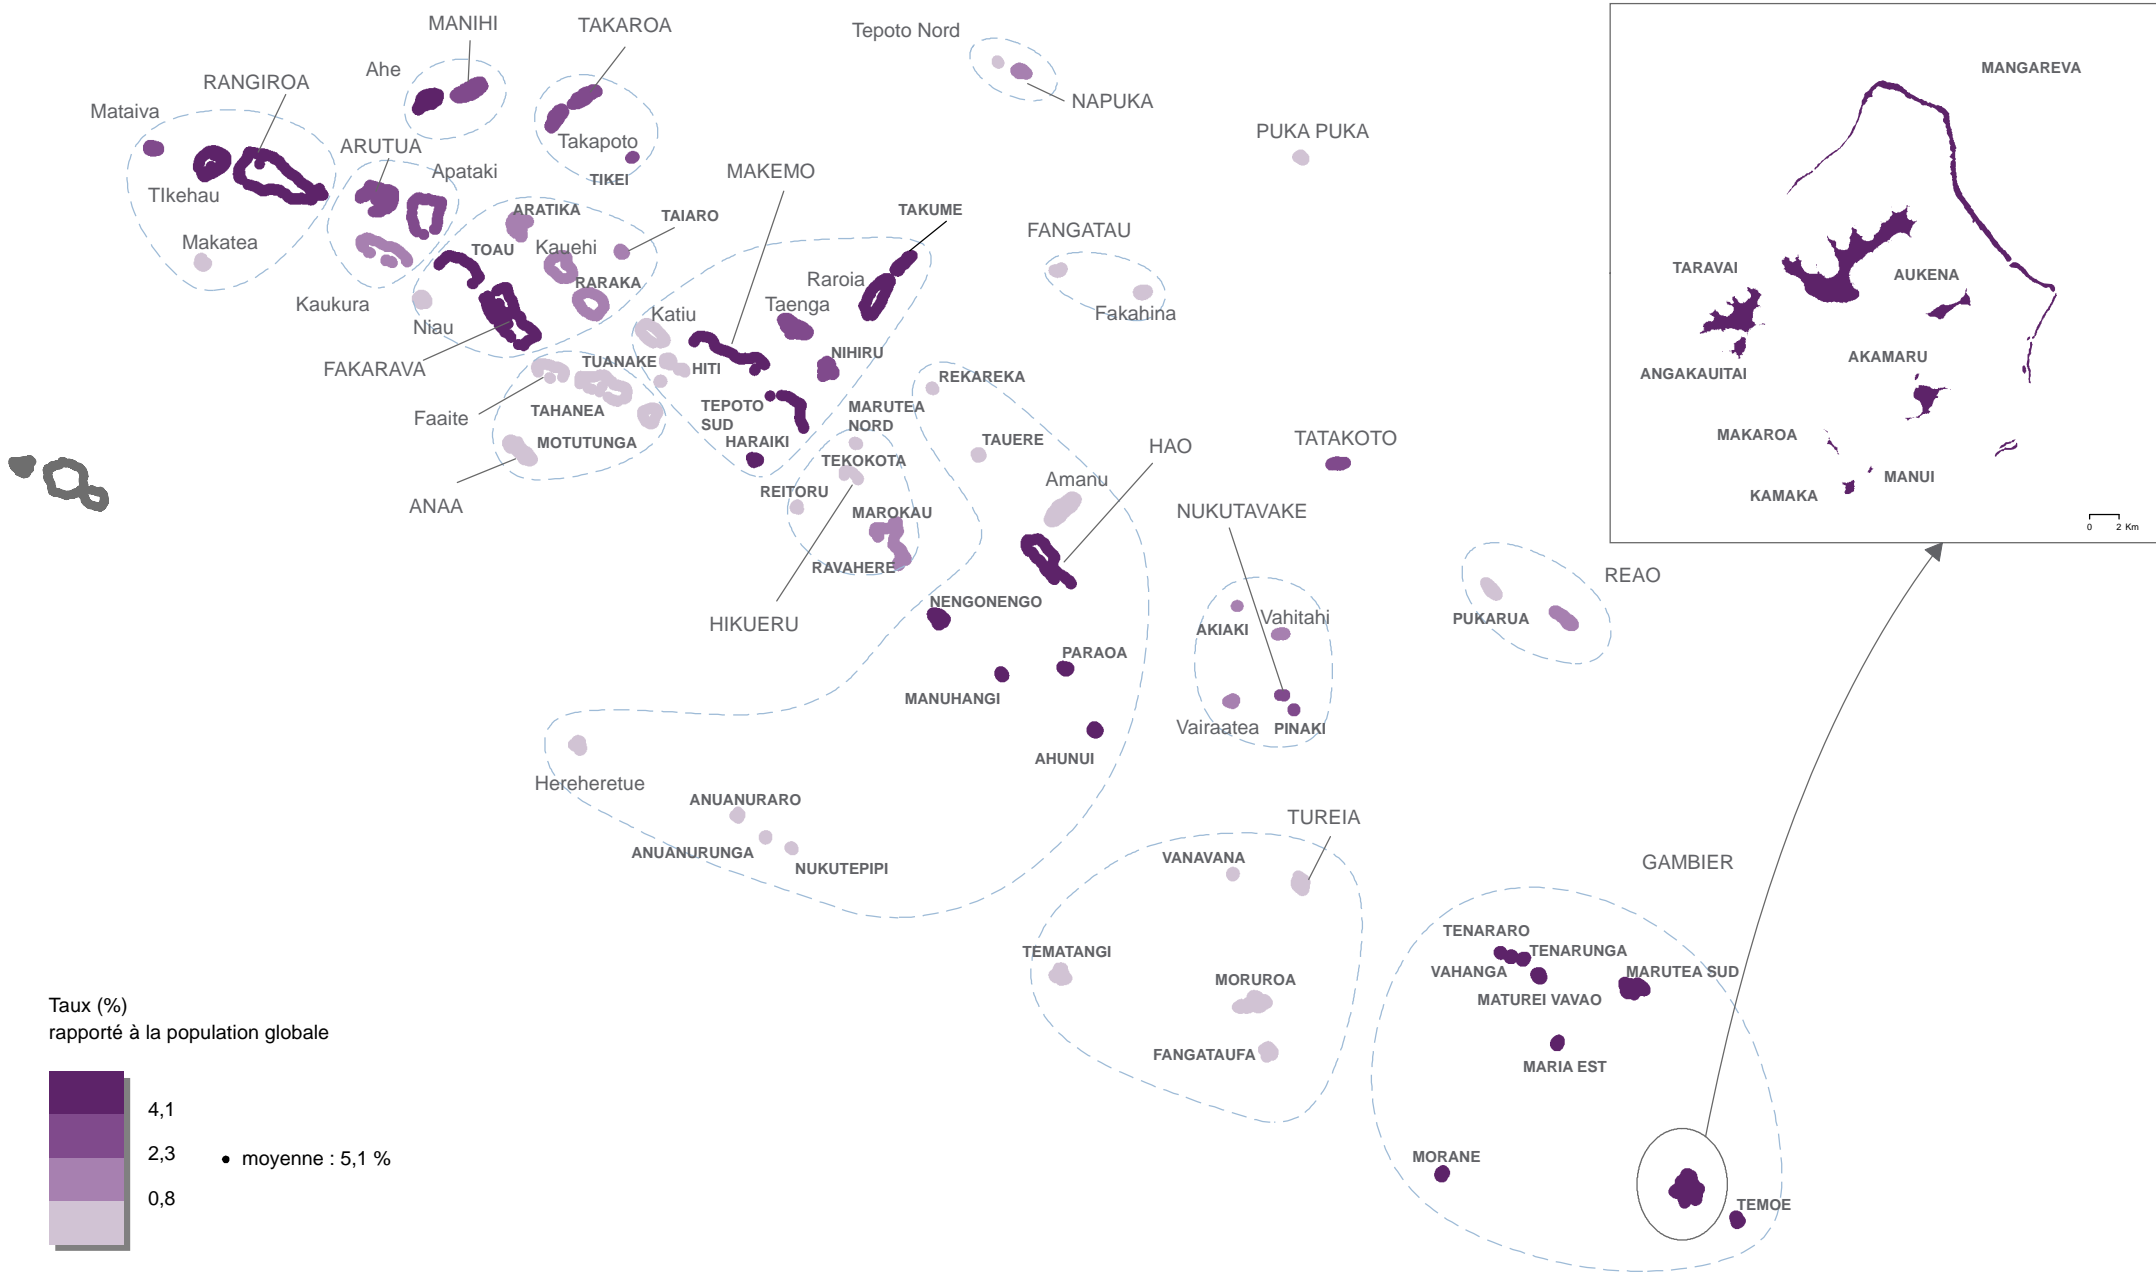 MANIHI
TAKAROA
Tepoto Nord
Ahe
RANGIROA
Mataiva
NAPUKA
MANGAREVA
ARUTUA
Apataki
Takapoto
TIKEI
MAKEMO
PUKA PUKA
TIkehau
ARATIKA
TAIARO
TAKUME
Makatea
TOAU
Kauehi
FANGATAU
RARAKA
Raroia
Taenga
TARAVAI
AUKENA
Kaukura
Niau
Katiu
Fakahina
FAKARAVA
TUANAKE
HITI
NIHIRU
AKAMARU
ANGAKAUITAI
REKAREKA
Faaite
TAHANEA
TEPOTO
SUD
MARUTEA
NORD
MOTUTUNGA
HARAIKI
TAUERE
HAO
TATAKOTO
MAKAROA
TEKOKOTA
Amanu
MANUI
KAMAKA
ANAA
REITORU
MAROKAU
NUKUTAVAKE
0 2 Km
RAVAHERE
REAO
NENGONENGO
HIKUERU
AKIAKI
Vahitahi
PUKARUA
PARAOA
MANUHANGI
Vairaatea
PINAKI
AHUNUI
Hereheretue
ANUANURARO
ANUANURUNGA
NUKUTEPIPI
TUREIA
VANAVANA
GAMBIER
TEMATANGI
MORUROA
FANGATAUFA
TENARARO
TENARUNGA
VAHANGA
MARUTEA SUD
MATUREI VAVAO
MARIA EST
MORANE
TEMOE
Taux (%)
rapporté à la population globale
4,1
2,3
0,8
• moyenne : 5,1 %